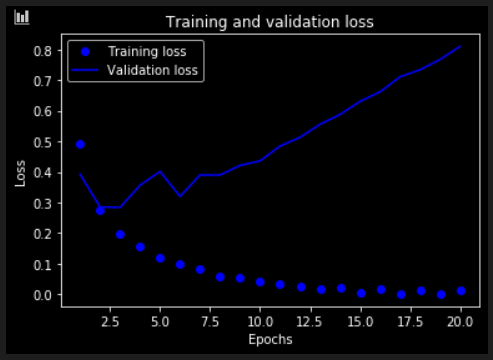 Training and validation loss
Training loss
Validation loss
Loss
0.8
0.7
0.6
0.5
0.4
0.3
0.2
0.1
0.0
2.5 5.0 7.5 10.0 12.5 15.0 17.5 20.0
Epochs